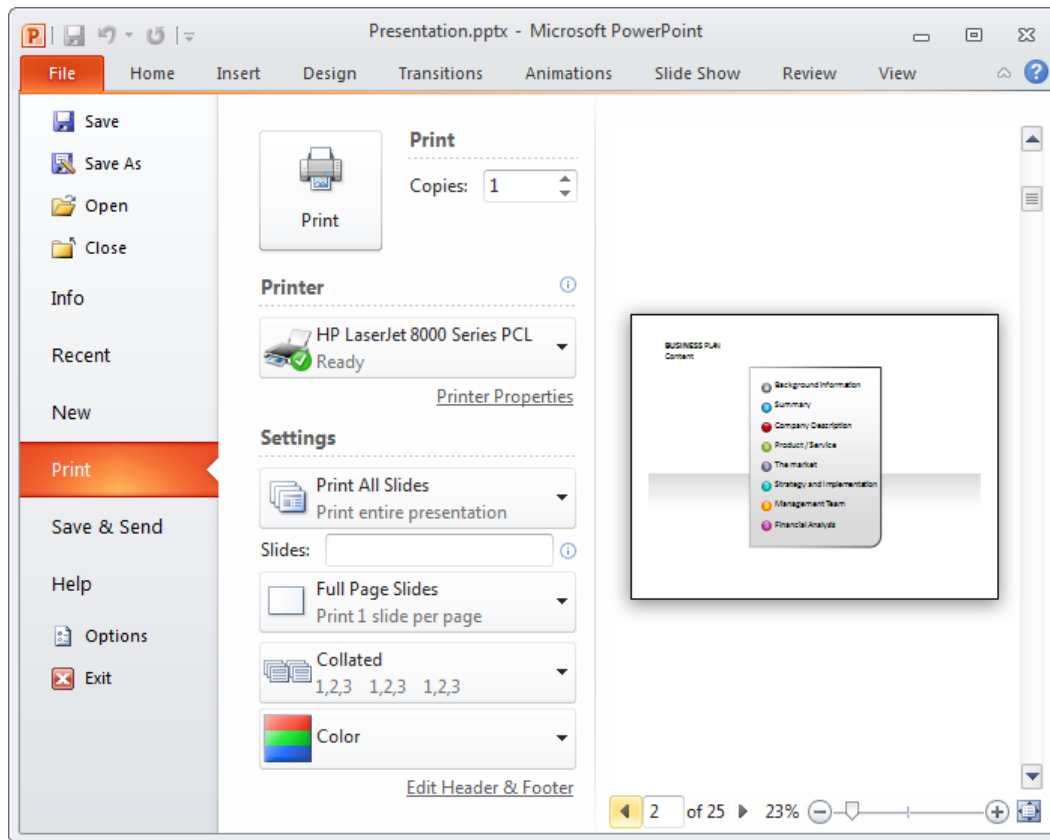 Presentation.pptx - Microsoft PowerPoint
File Home Insert Design Transitions Animations Slide Show Review View
Save
Save As
Open
Close
Info
Recent
New
Print
Save & Send
Help
Options
Exit
Print
Print
Copies: 1
Printer
HP LaserJet 8000 Series PCL
Ready
Printer Properties
Settings
Print All Slides
Print entire presentation
Slides:
Full Page Slides
Print 1 slide per page
Collated
1,2,3 1,2,3 1,2,3
Color
Edit Header & Footer
BUSINESS PLAN
Content
Background Information
Summary
Company Description
Product / Service
The market
Strategy and Implementation
Management Team
Financial Analysis
2 of 25 23%